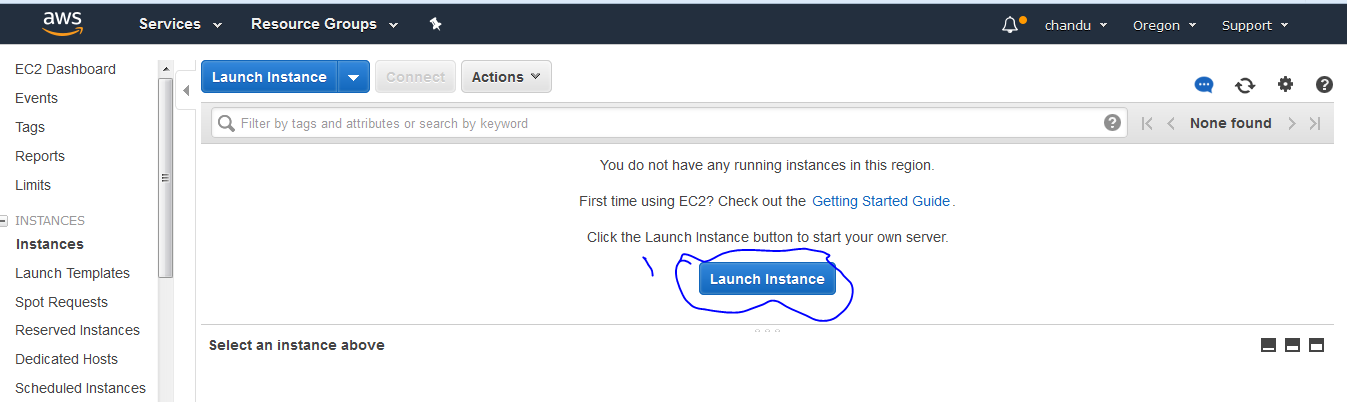 aws Services Resource Groups chandu Oregon Support
EC2 Dashboard
Events
Tags
Reports
Limits
INSTANCES
Instances
Launch Templates
Spot Requests
Reserved Instances
Dedicated Hosts
Scheduled Instances
Launch Instance Connect Actions
Filter by tags and attributes or search by keyword None found
You do not have any running instances in this region.
First time using EC2? Check out the Getting Started Guide.
Click the Launch Instance button to start your own server.
Launch Instance
Select an instance above